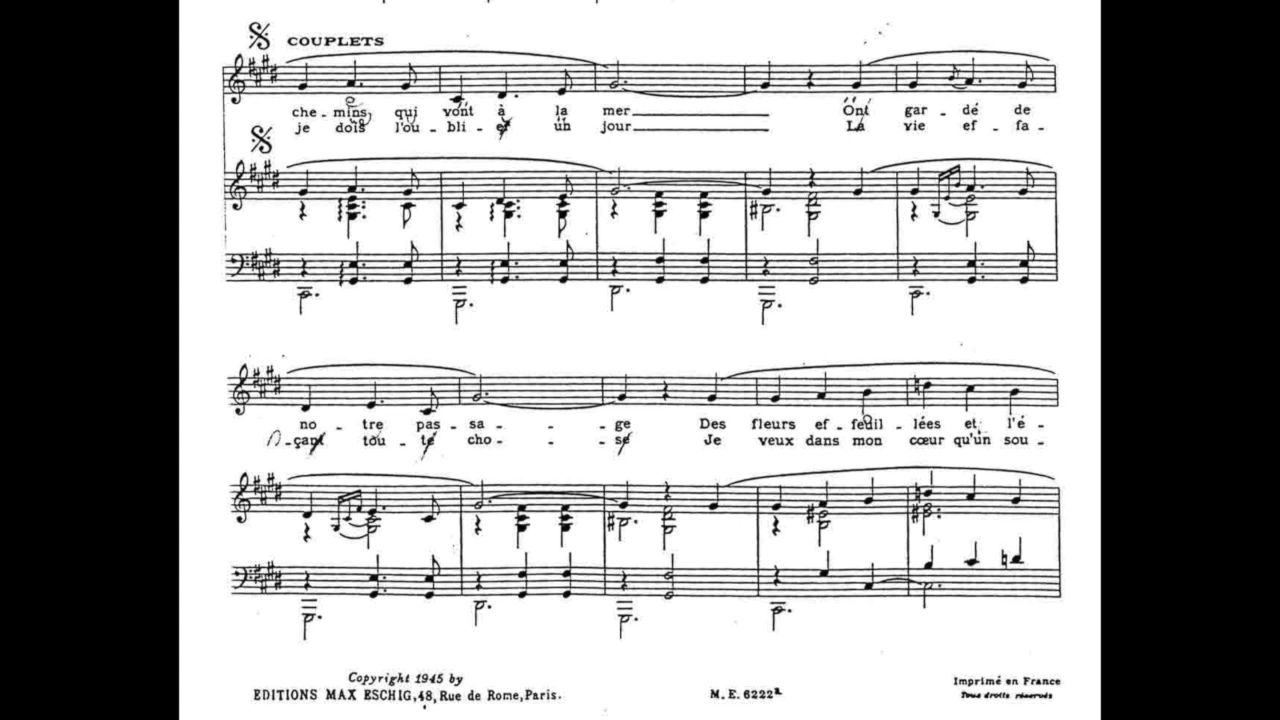 COUPLETS
che - mins qui vont à la mer Ont gar - dé de
je dois l'ou - bli - er un jour La vie ef - fa -
no - tre pas - sa - ge Des fleurs ef - feuil - lées et l'é -
- çant tou - te cho - se Je veux dans mon cœur qu'un sou -
Copyright 1945 by
EDITIONS MAX ESCHIG, 48, Rue de Rome, Paris. M. E. 6222 Imprimé en France
Tous droits réservés